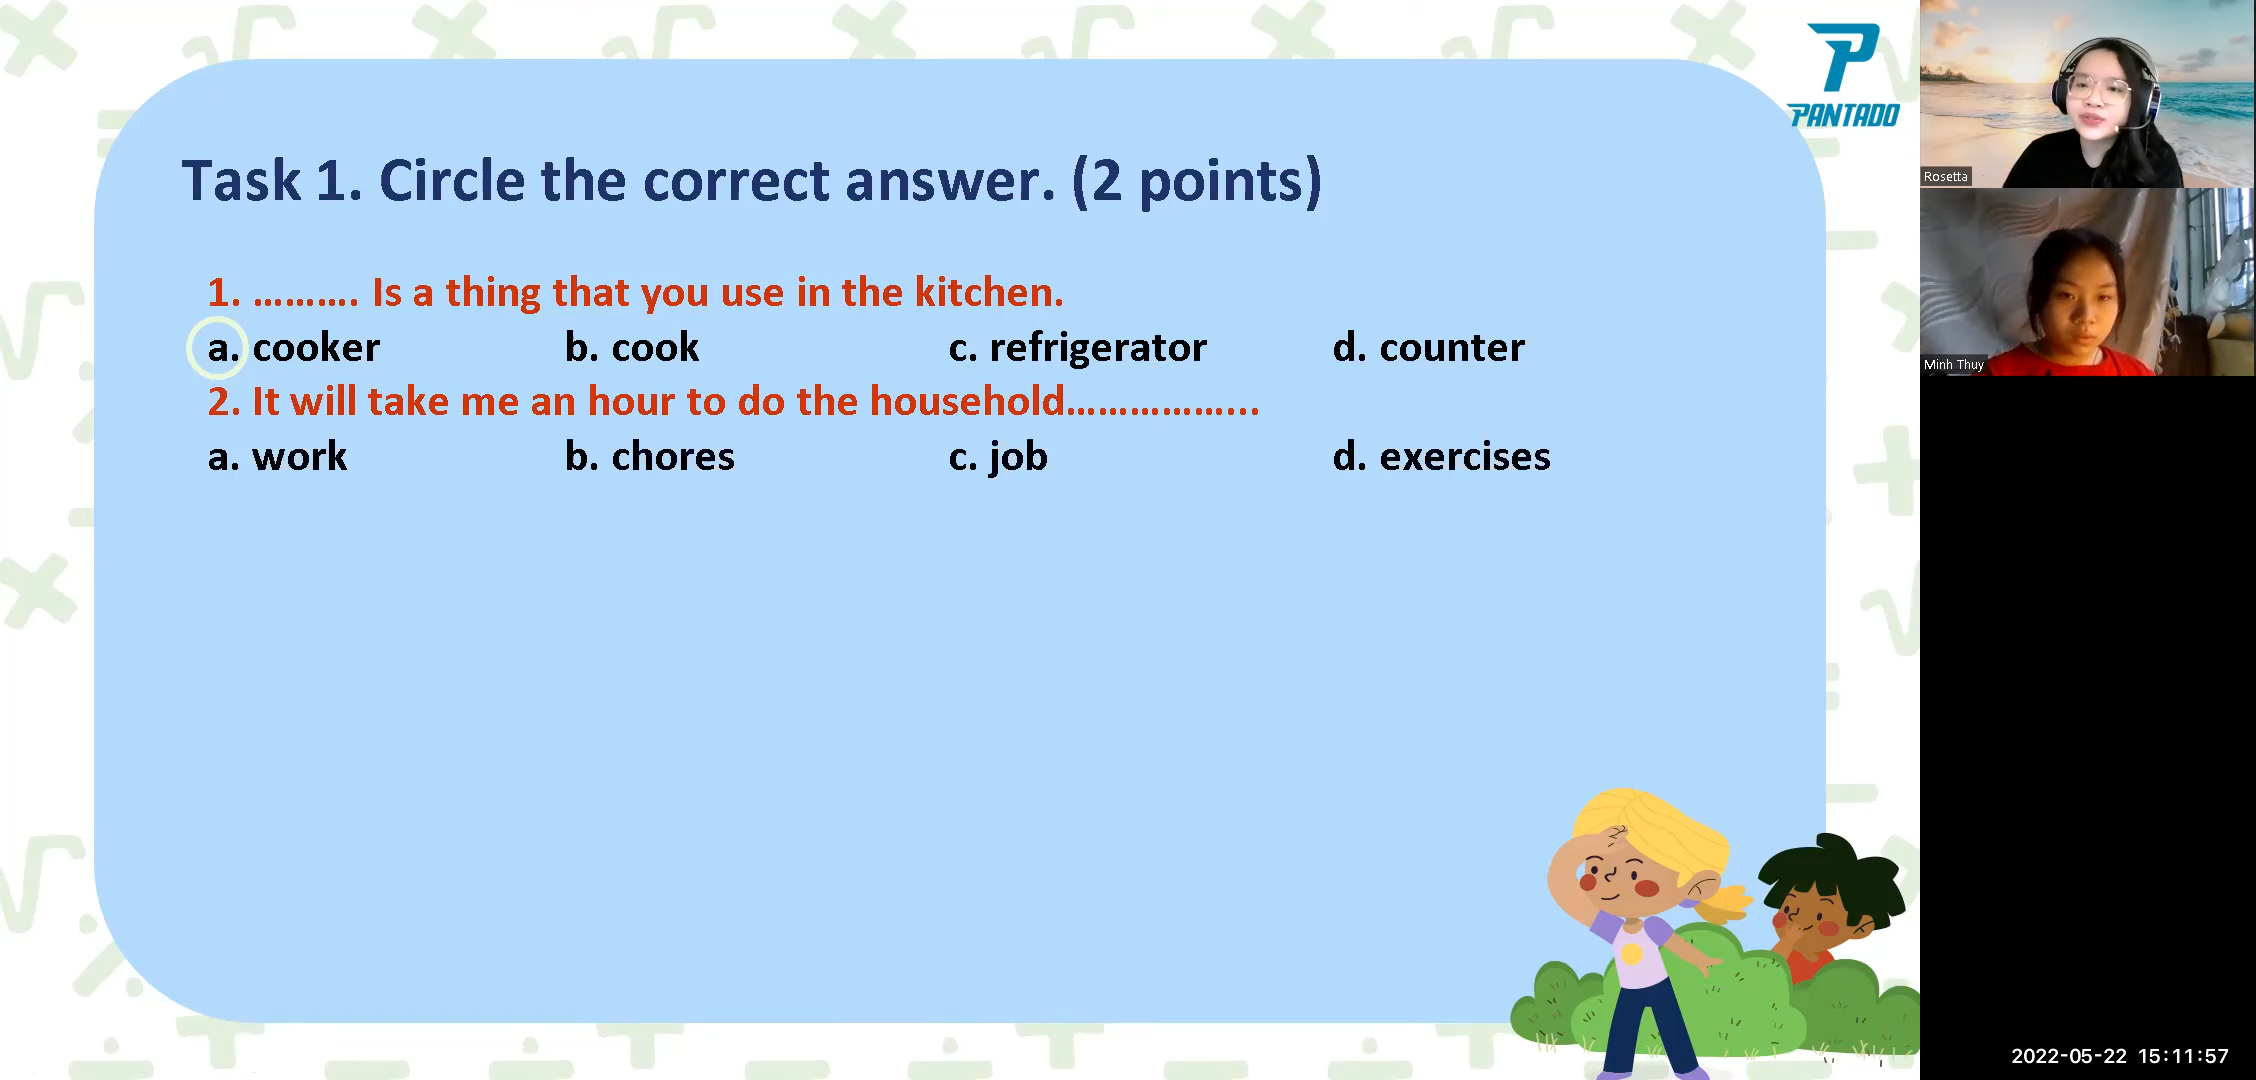 PANTADO
Task 1. Circle the correct answer. (2 points)
1. .......... Is a thing that you use in the kitchen.
a. cooker b. cook c. refrigerator d. counter
2. It will take me an hour to do the household..................
a. work b. chores c. job d. exercises
Rosetta
Minh Thuy
2022-05-22 15:11:57